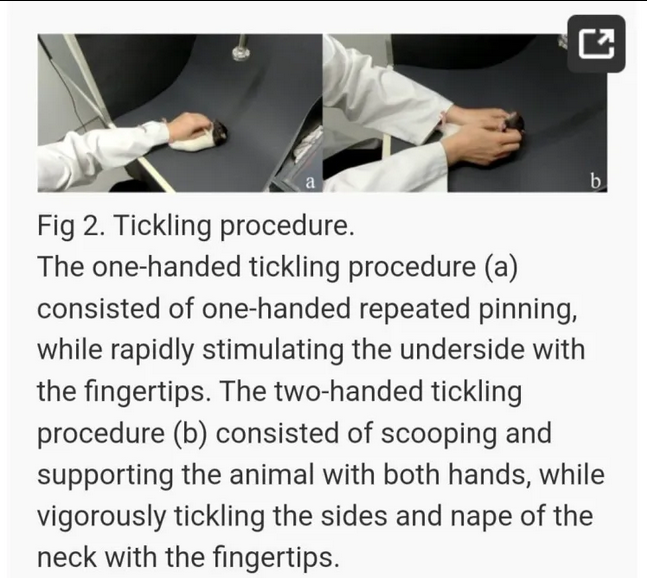 a
b
Fig 2. Tickling procedure.
The one-handed tickling procedure (a)
consisted of one-handed repeated pinning,
while rapidly stimulating the underside with
the fingertips. The two-handed tickling
procedure (b) consisted of scooping and
supporting the animal with both hands, while
vigorously tickling the sides and nape of the
neck with the fingertips.